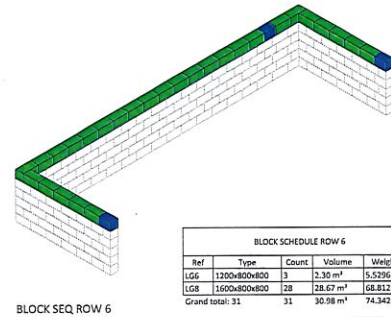 BLOCK SCHEDULE ROW 6
Ref Type Count Volume
LG6 1200x800x800 3 2.30 m³ 5.5296
LG8 1600x800x800 28 28.67 m³ 68.812
Grand total: 31 31 30.98 m³ 74.342
BLOCK SEQ ROW 6